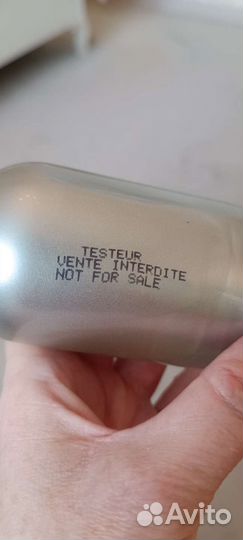 TESTEUR
VENTE INTERDITE
NOT FOR SALE
Avito